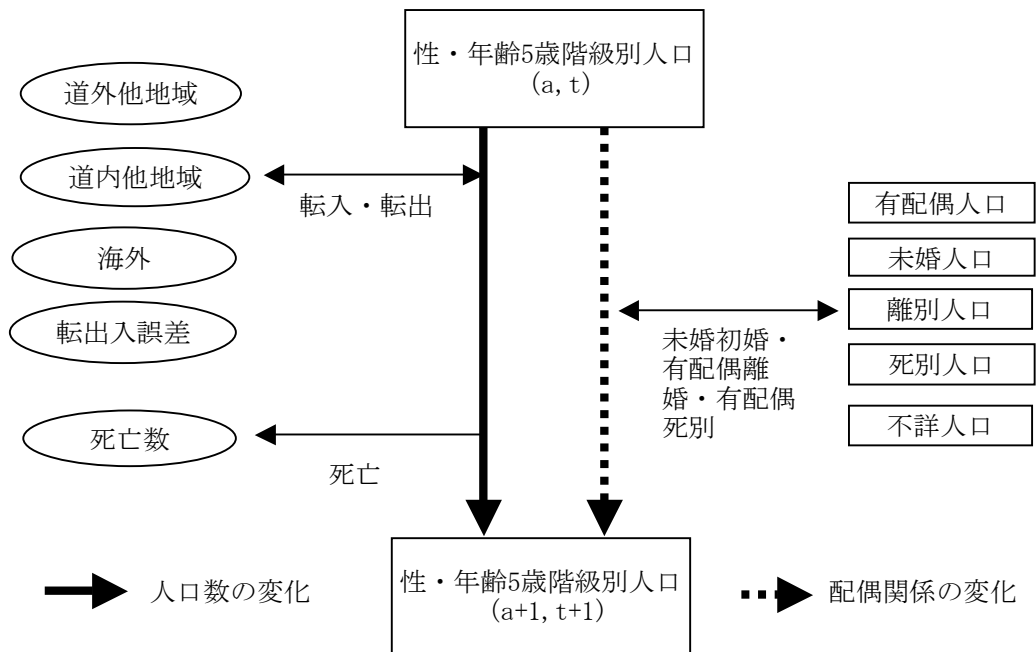 性・年齢5歳階級別人口
(a, t)
道外他地域
道内他地域
海外
転出入誤差
死亡数
転入・転出
死亡
有配偶人口
未婚人口
離別人口
死別人口
不詳人口
未婚初婚・
有配偶離
婚・有配偶
死別
性・年齢5歳階級別人口
(a+1, t+1)
人口数の変化
配偶関係の変化